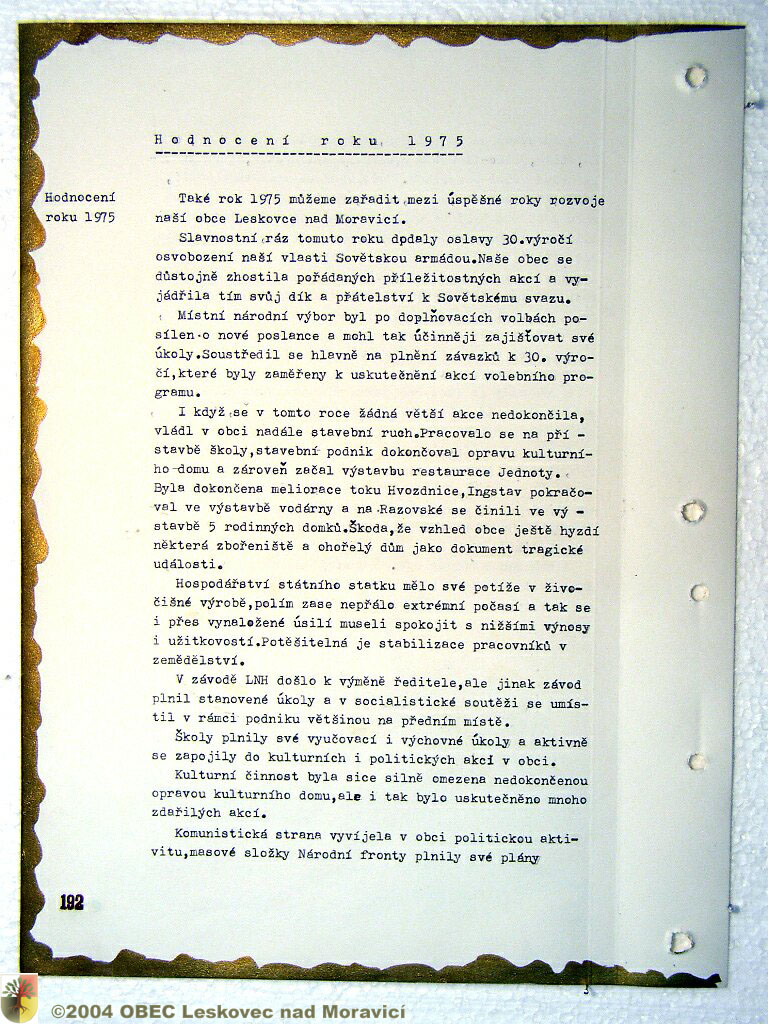 Hodnocení roku 1975
Hodnocení
roku 1975
Také rok 1975 můžeme zařadit mezi úspěšné roky rozvoje
naší obce Leskovce nad Moravicí.
Slavnostní ráz tomuto roku dodaly oslavy 30.výročí
osvobození naší vlasti Sovětskou armádou.Naše obec se
důstojně zhostila pořádaných příležitostných akcí a vy-
jádřila tím svůj dík a přátelství k Sovětskému svazu.
Místní národní výbor byl po doplňovacích volbách po-
sílen o nové poslance a mohl tak účinněji zajišťovat své
úkoly.Soustředil se hlavně na plnění závazků k 30. výro-
čí,které byly zaměřeny k uskutečnění akcí volebního pro-
gramu.
I když se v tomto roce žádná větší akce nedokončila,
vládl v obci nadále stavební ruch.Pracovalo se na pří -
stavbě školy,stavební podnik dokončoval opravu kulturní-
ho domu a zároveň začal výstavbu restaurace Jednoty.
Byla dokončena meliorace toku Hvozdnice,Ingstav pokračo-
val ve výstavbě vodárny a na Razovské se činili ve vý -
stavbě 5 rodinných domků.Škoda,že vzhled obce ještě hyzdí
některá zbořeniště a ohořelý dům jako dokument tragické
události.
Hospodářství státního statku mělo své potíže v živo-
čišné výrobě,polím zase nepřálo extrémní počasí a tak se
i přes vynaložené úsilí museli spokojit s nižšími výnosy
i užitkovostí.Potěšitelná je stabilizace pracovníků v
zemědělství.
V závodě LNH došlo k výměně ředitele,ale jinak závod
plnil stanovené úkoly a v socialistické soutěži se umís-
til v rámci podniku většinou na předním místě.
Školy plnily své vyučovací i výchovné úkoly a aktivně
se zapojily do kulturních i politických akcí v obci.
Kulturní činnost byla sice silně omezena nedokončenou
opravou kulturního domu,ale i tak bylo uskutečněno mnoho
zdařilých akcí.
Komunistická strana vyvíjela v obci politickou akti-
vitu,masové složky Národní fronty plnily své plány
192
©2004 OBEC Leskovec nad Moravicí